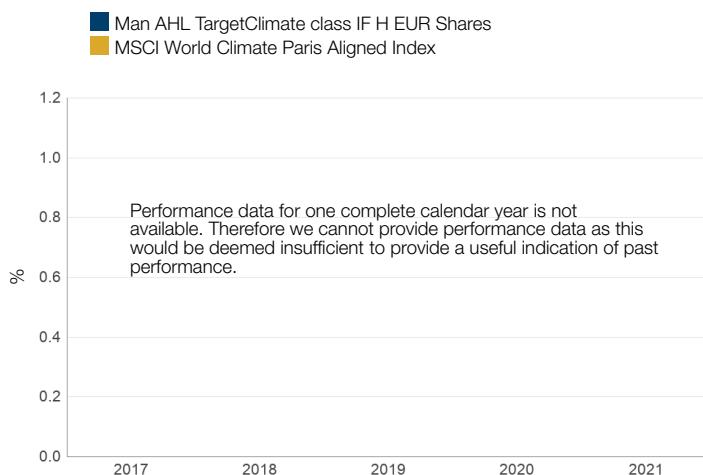 Man AHL TargetClimate class IF H EUR Shares
MSCI World Climate Paris Aligned Index
1.2
1.0
Performance data for one complete calendar year is not
0.8
available. Therefore we cannot provide performance data as this
would be deemed insufficient to provide a useful indication of past
performance.
%
0.6
0.4
0.2
0.0
2017 2018 2019 2020 2021